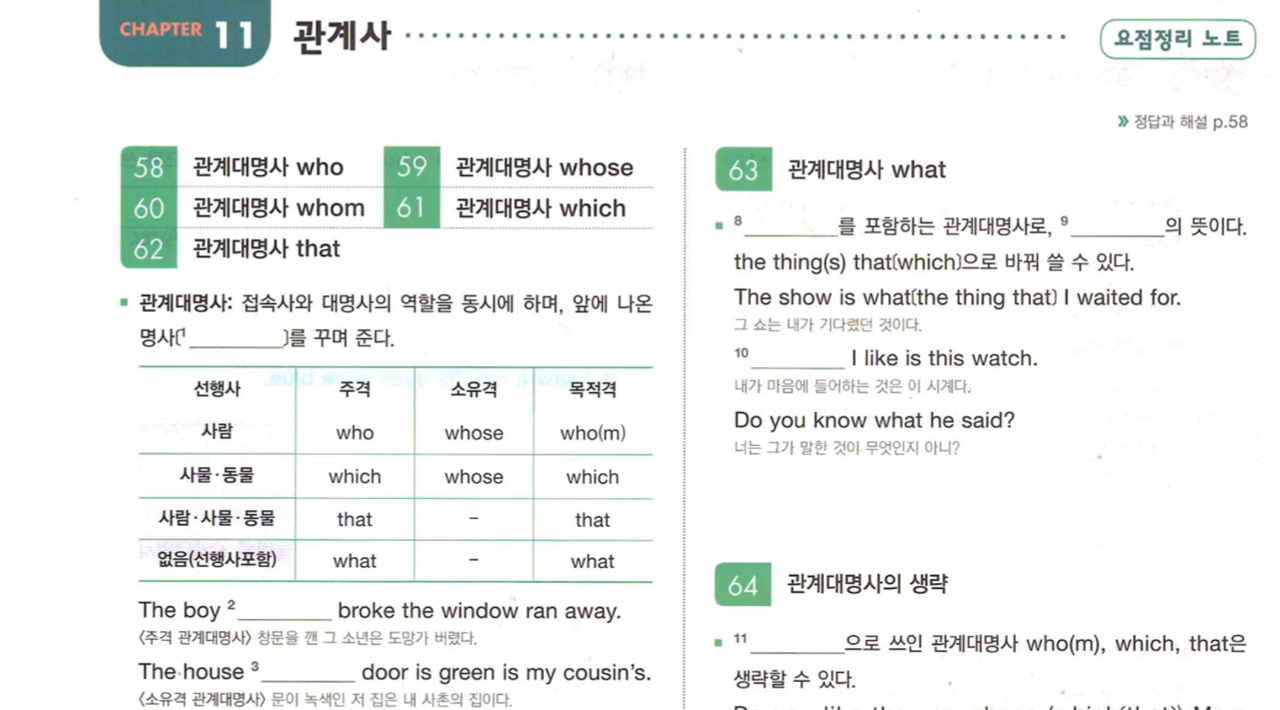 CHAPTER 11 관계사
요점정리 노트
» 정답과 해설 p.58
58 관계대명사 who 59 관계대명사 whose
60 관계대명사 whom 61 관계대명사 which
62 관계대명사 that
▪ 관계대명사: 접속사와 대명사의 역할을 동시에 하며, 앞에 나온
명사(¹__________)를 꾸며 준다.
선행사 주격 소유격 목적격
사람 who whose who(m)
사물·동물 which whose which
사람·사물·동물 that – that
없음(선행사포함) what – what
The boy ²__________ broke the window ran away.
〈주격 관계대명사〉 창문을 깬 그 소년은 도망가 버렸다.
The house ³__________ door is green is my cousin's.
〈소유격 관계대명사〉 문이 녹색인 저 집은 내 사촌의 집이다.
63 관계대명사 what
▪ ⁸__________를 포함하는 관계대명사로, ⁹__________의 뜻이다.
the thing(s) that(which)으로 바꿔 쓸 수 있다.
The show is what(the thing that) I waited for.
그 쇼는 내가 기다렸던 것이다.
¹⁰__________ I like is this watch.
내가 마음에 들어하는 것은 이 시계다.
Do you know what he said?
너는 그가 말한 것이 무엇인지 아니?
64 관계대명사의 생략
▪ ¹¹__________으로 쓰인 관계대명사 who(m), which, that은
생략할 수 있다.